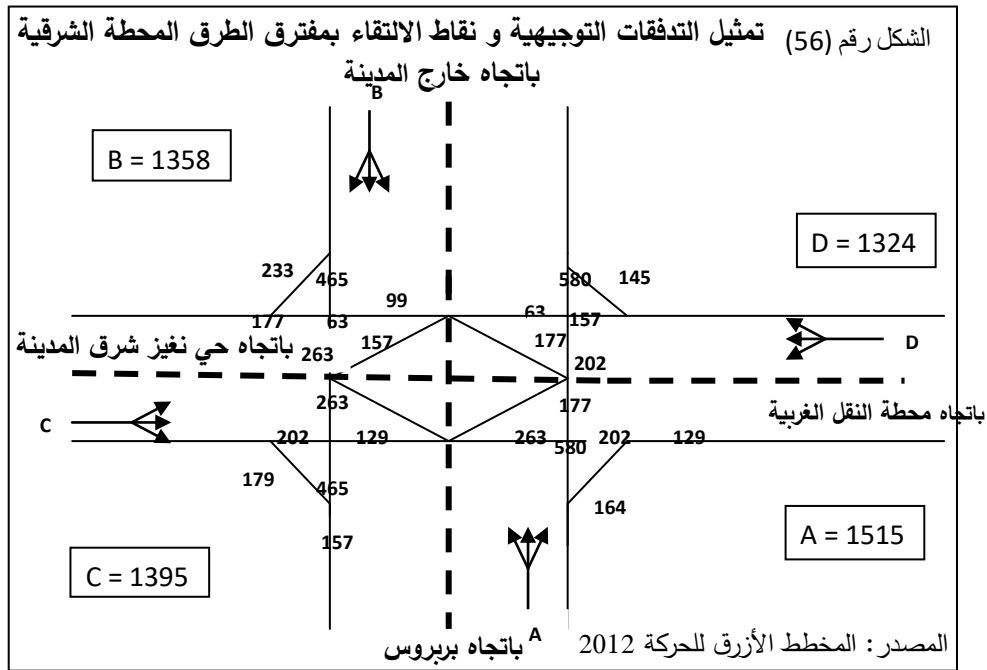 الشكل رقم (56) تمثيل التدفقات التوجيهية و نقاط الالتقاء بمفترق الطرق المحطة الشرقية
باتجاه خارج المدينة
B
B = 1358
D = 1324
233
465
580
145
99
177
63
63
157
باتجاه حي نغيز شرق المدينة
263
157
177
202
D
263
177
باتجاه محطة النقل الغربية
C
202
129
263
580
202
129
179
465
164
157
A = 1515
C = 1395
باتجاه بربروس
A
المصدر: المخطط الأزرق للحركة 2012